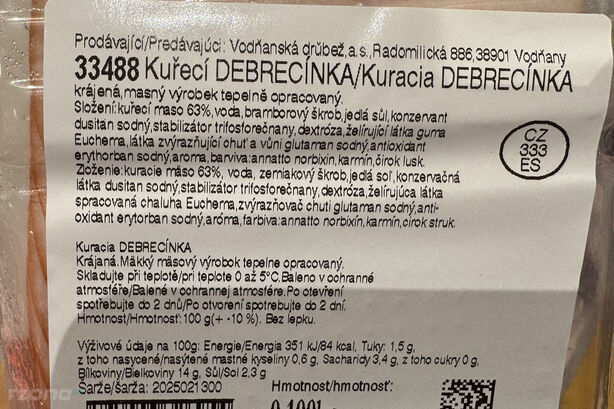 Prodávající/Predávajúci: Vodňanská drůbež,a.s.,Radomilická 886,38901 Vodňany
33488 Kuřecí DEBRECÍNKA/Kuracia DEBRECÍNKA
krájená,masný výrobek tepelně opracovaný.
Složení:kuřecí maso 63%,voda,bramborový škrob,jedlá sůl,konzervant
dusitan sodný,stabilizátor trifosforečnany,dextróza,želírující látka guma
Euchema,látka zvýrazňující chuť a vůni glutaman sodný,antioxidant
erythorban sodný,aroma,barviva:annatto norbixin,karmín,čirok lusk.
Zloženie:kuracie mäso 63%, voda, zemiakový škrob,jedlá soľ,konzervačná
látka dusitan sodný,stabilizátor trifosforečnany,dextróza,želírujúca látka
spracovaná chaluha Euchema,zvýrazňovač chuti glutaman sodný,anti-
oxidant erytorban sodný,aróma,farbiva:annatto norbixín,karmín,cirok struk.
CZ
333
ES
Kuracia DEBRECÍNKA
Krájaná.Mäkký mäsový výrobok tepelne opracovaný.
Skladujte při teplotě/pri teplote 0 až 5°C.Baleno v ochranné
atmosféře/Balené v ochrannej atmosfére.Po otevření
spotřebujte do 2 dnů/Po otvorení spotrebujte do 2 dní.
Hmotnost/Hmotnosť:100 g(+ -10%). Bez lepku.
Výživové údaje na 100g: Energie/Energia 351 kJ/84 kcal, Tuky: 1,5 g,
z toho nasycené/nasýtené mastné kyseliny 0,6 g, Sacharidy 3,4 g, z toho cukry 0 g,
Bílkoviny/Bielkoviny 14 g, Sůl/Soľ 2,3 g
Šarže/šarža: 2025021300
Hmotnost/hmotnosť: